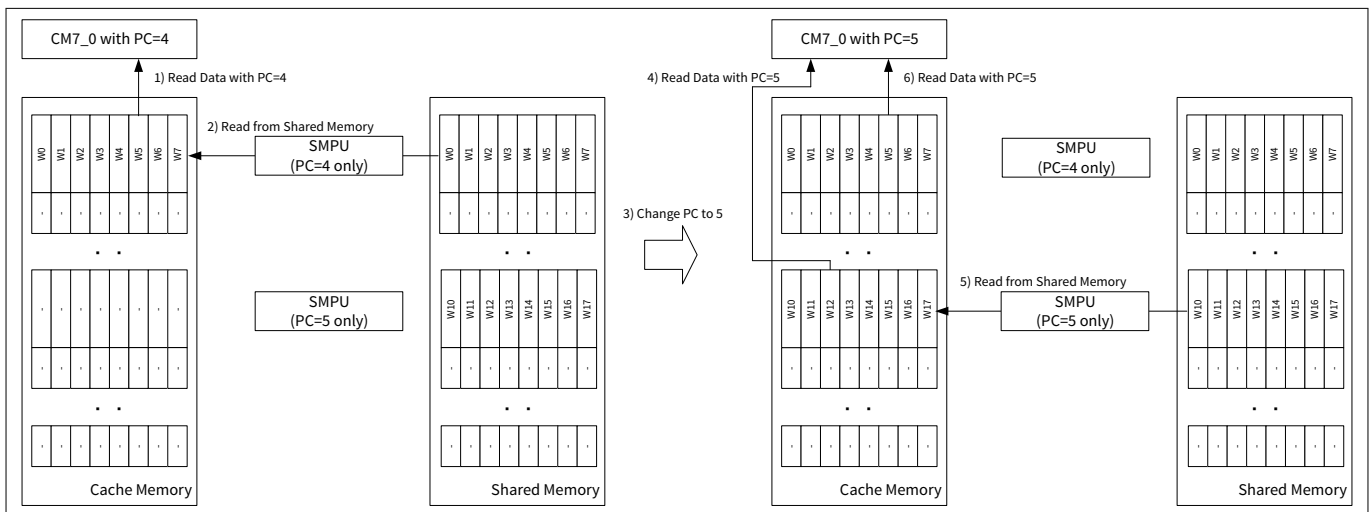 CM7_0 with PC=4
1) Read Data with PC=4
W0 W1 W2 W3 W4 W5 W6 W7
- - - - - - - -
. .
- - - - - - - -
- - - - - - - -
. .
- - - - - - - -
Cache Memory
2) Read from Shared Memory
SMPU
(PC=4 only)
SMPU
(PC=5 only)
W0 W1 W2 W3 W4 W5 W6 W7
- - - - - - - -
. .
W10 W11 W12 W13 W14 W15 W16 W17
- - - - - - - -
. .
- - - - - - - -
Shared Memory
3) Change PC to 5
CM7_0 with PC=5
4) Read Data with PC=5
6) Read Data with PC=5
W0 W1 W2 W3 W4 W5 W6 W7
- - - - - - - -
. .
W10 W11 W12 W13 W14 W15 W16 W17
- - - - - - - -
. .
- - - - - - - -
Cache Memory
SMPU
(PC=4 only)
5) Read from Shared Memory
SMPU
(PC=5 only)
W0 W1 W2 W3 W4 W5 W6 W7
- - - - - - - -
. .
W10 W11 W12 W13 W14 W15 W16 W17
- - - - - - - -
. .
- - - - - - - -
Shared Memory